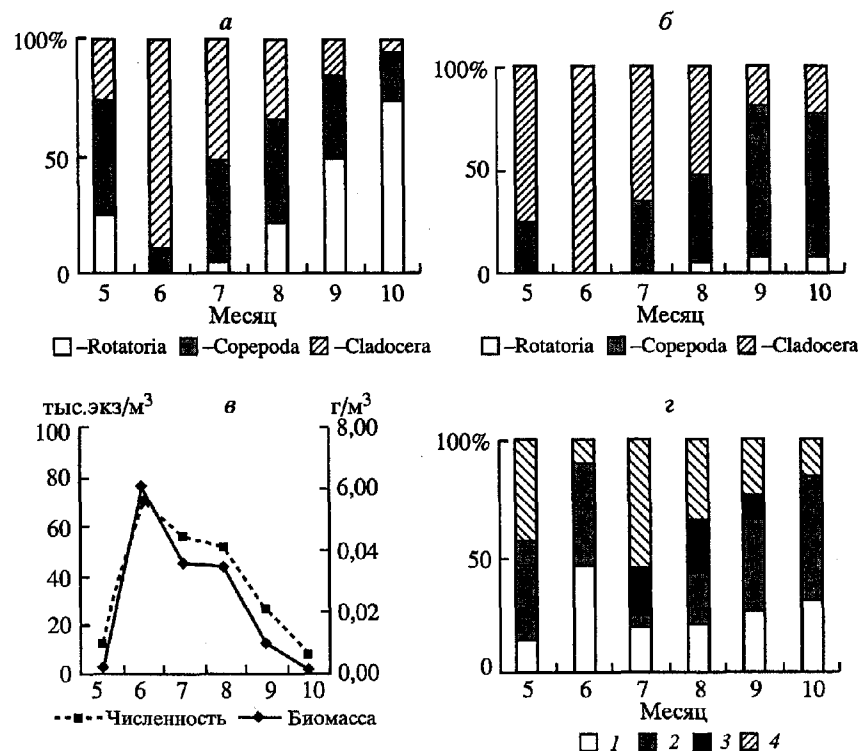 а
100%
50
0
5 6 7 8 9 10
Месяц
–Rotatoria –Copepoda –Cladocera
б
100%
50
0
5 6 7 8 9 10
Месяц
–Rotatoria –Copepoda –Cladocera
тыс.экз/м³ в г/м³
100 8,00
80 6,00
60 0,04
40 0,02
20 0,00
0
5 6 7 8 9 10
Численность Биомасса
г
100%
50
0
5 6 7 8 9 10
Месяц
1 2 3 4